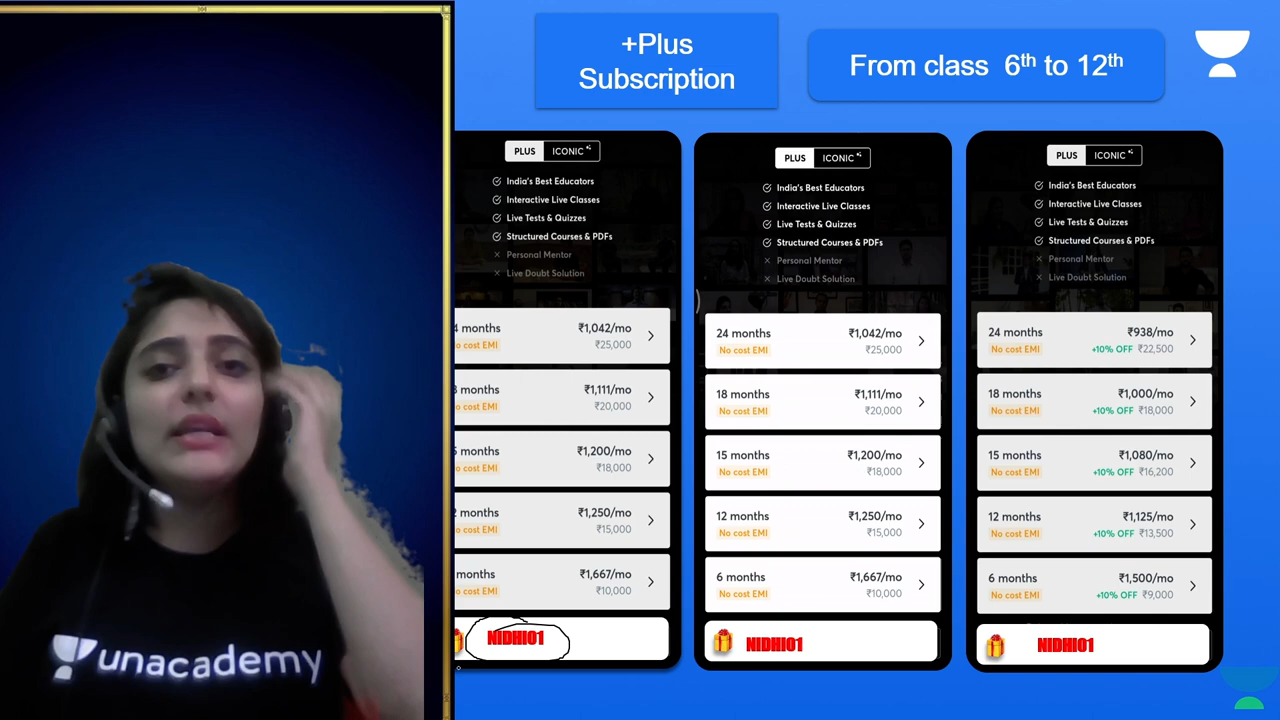 +Plus
Subscription
From class 6th to 12th
PLUS ICONIC
India's Best Educators
Interactive Live Classes
Live Tests & Quizzes
Structured Courses & PDFs
Personal Mentor
Live Doubt Solution
4 months ₹1,042/mo
No cost EMI ₹25,000
8 months ₹1,111/mo
o cost EMI ₹20,000
5 months ₹1,200/mo
o cost EMI ₹18,000
2 months ₹1,250/mo
o cost EMI ₹15,000
months ₹1,667/mo
o cost EMI ₹10,000
NIDHI01
PLUS ICONIC
India's Best Educators
Interactive Live Classes
Live Tests & Quizzes
Structured Courses & PDFs
Personal Mentor
Live Doubt Solution
24 months ₹1,042/mo
No cost EMI ₹25,000
18 months ₹1,111/mo
No cost EMI ₹20,000
15 months ₹1,200/mo
No cost EMI ₹18,000
12 months ₹1,250/mo
No cost EMI ₹15,000
6 months ₹1,667/mo
No cost EMI ₹10,000
NIDHI01
PLUS ICONIC
India's Best Educators
Interactive Live Classes
Live Tests & Quizzes
Structured Courses & PDFs
Personal Mentor
Live Doubt Solution
24 months ₹938/mo
No cost EMI +10% OFF ₹22,500
18 months ₹1,000/mo
No cost EMI +10% OFF ₹18,000
15 months ₹1,080/mo
No cost EMI +10% OFF ₹16,200
12 months ₹1,125/mo
No cost EMI +10% OFF ₹13,500
6 months ₹1,500/mo
No cost EMI +10% OFF ₹9,000
NIDHI01
unacademy